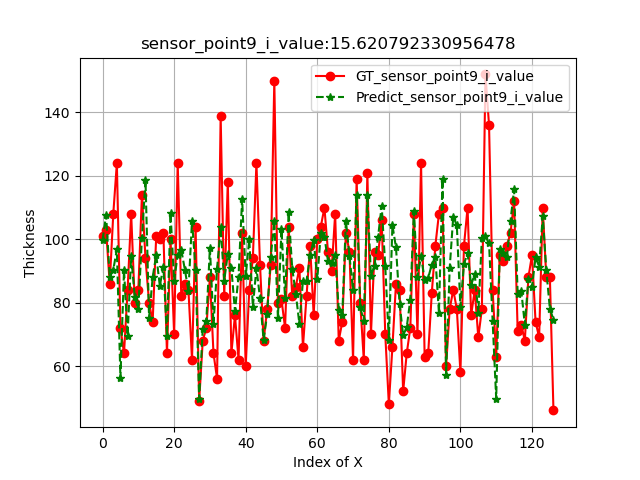 sensor_point9_i_value:15.620792330956478
GT_sensor_point9_i_value
Predict_sensor_point9_i_value
Thickness
140
120
100
80
60
0 20 40 60 80 100 120
Index of X